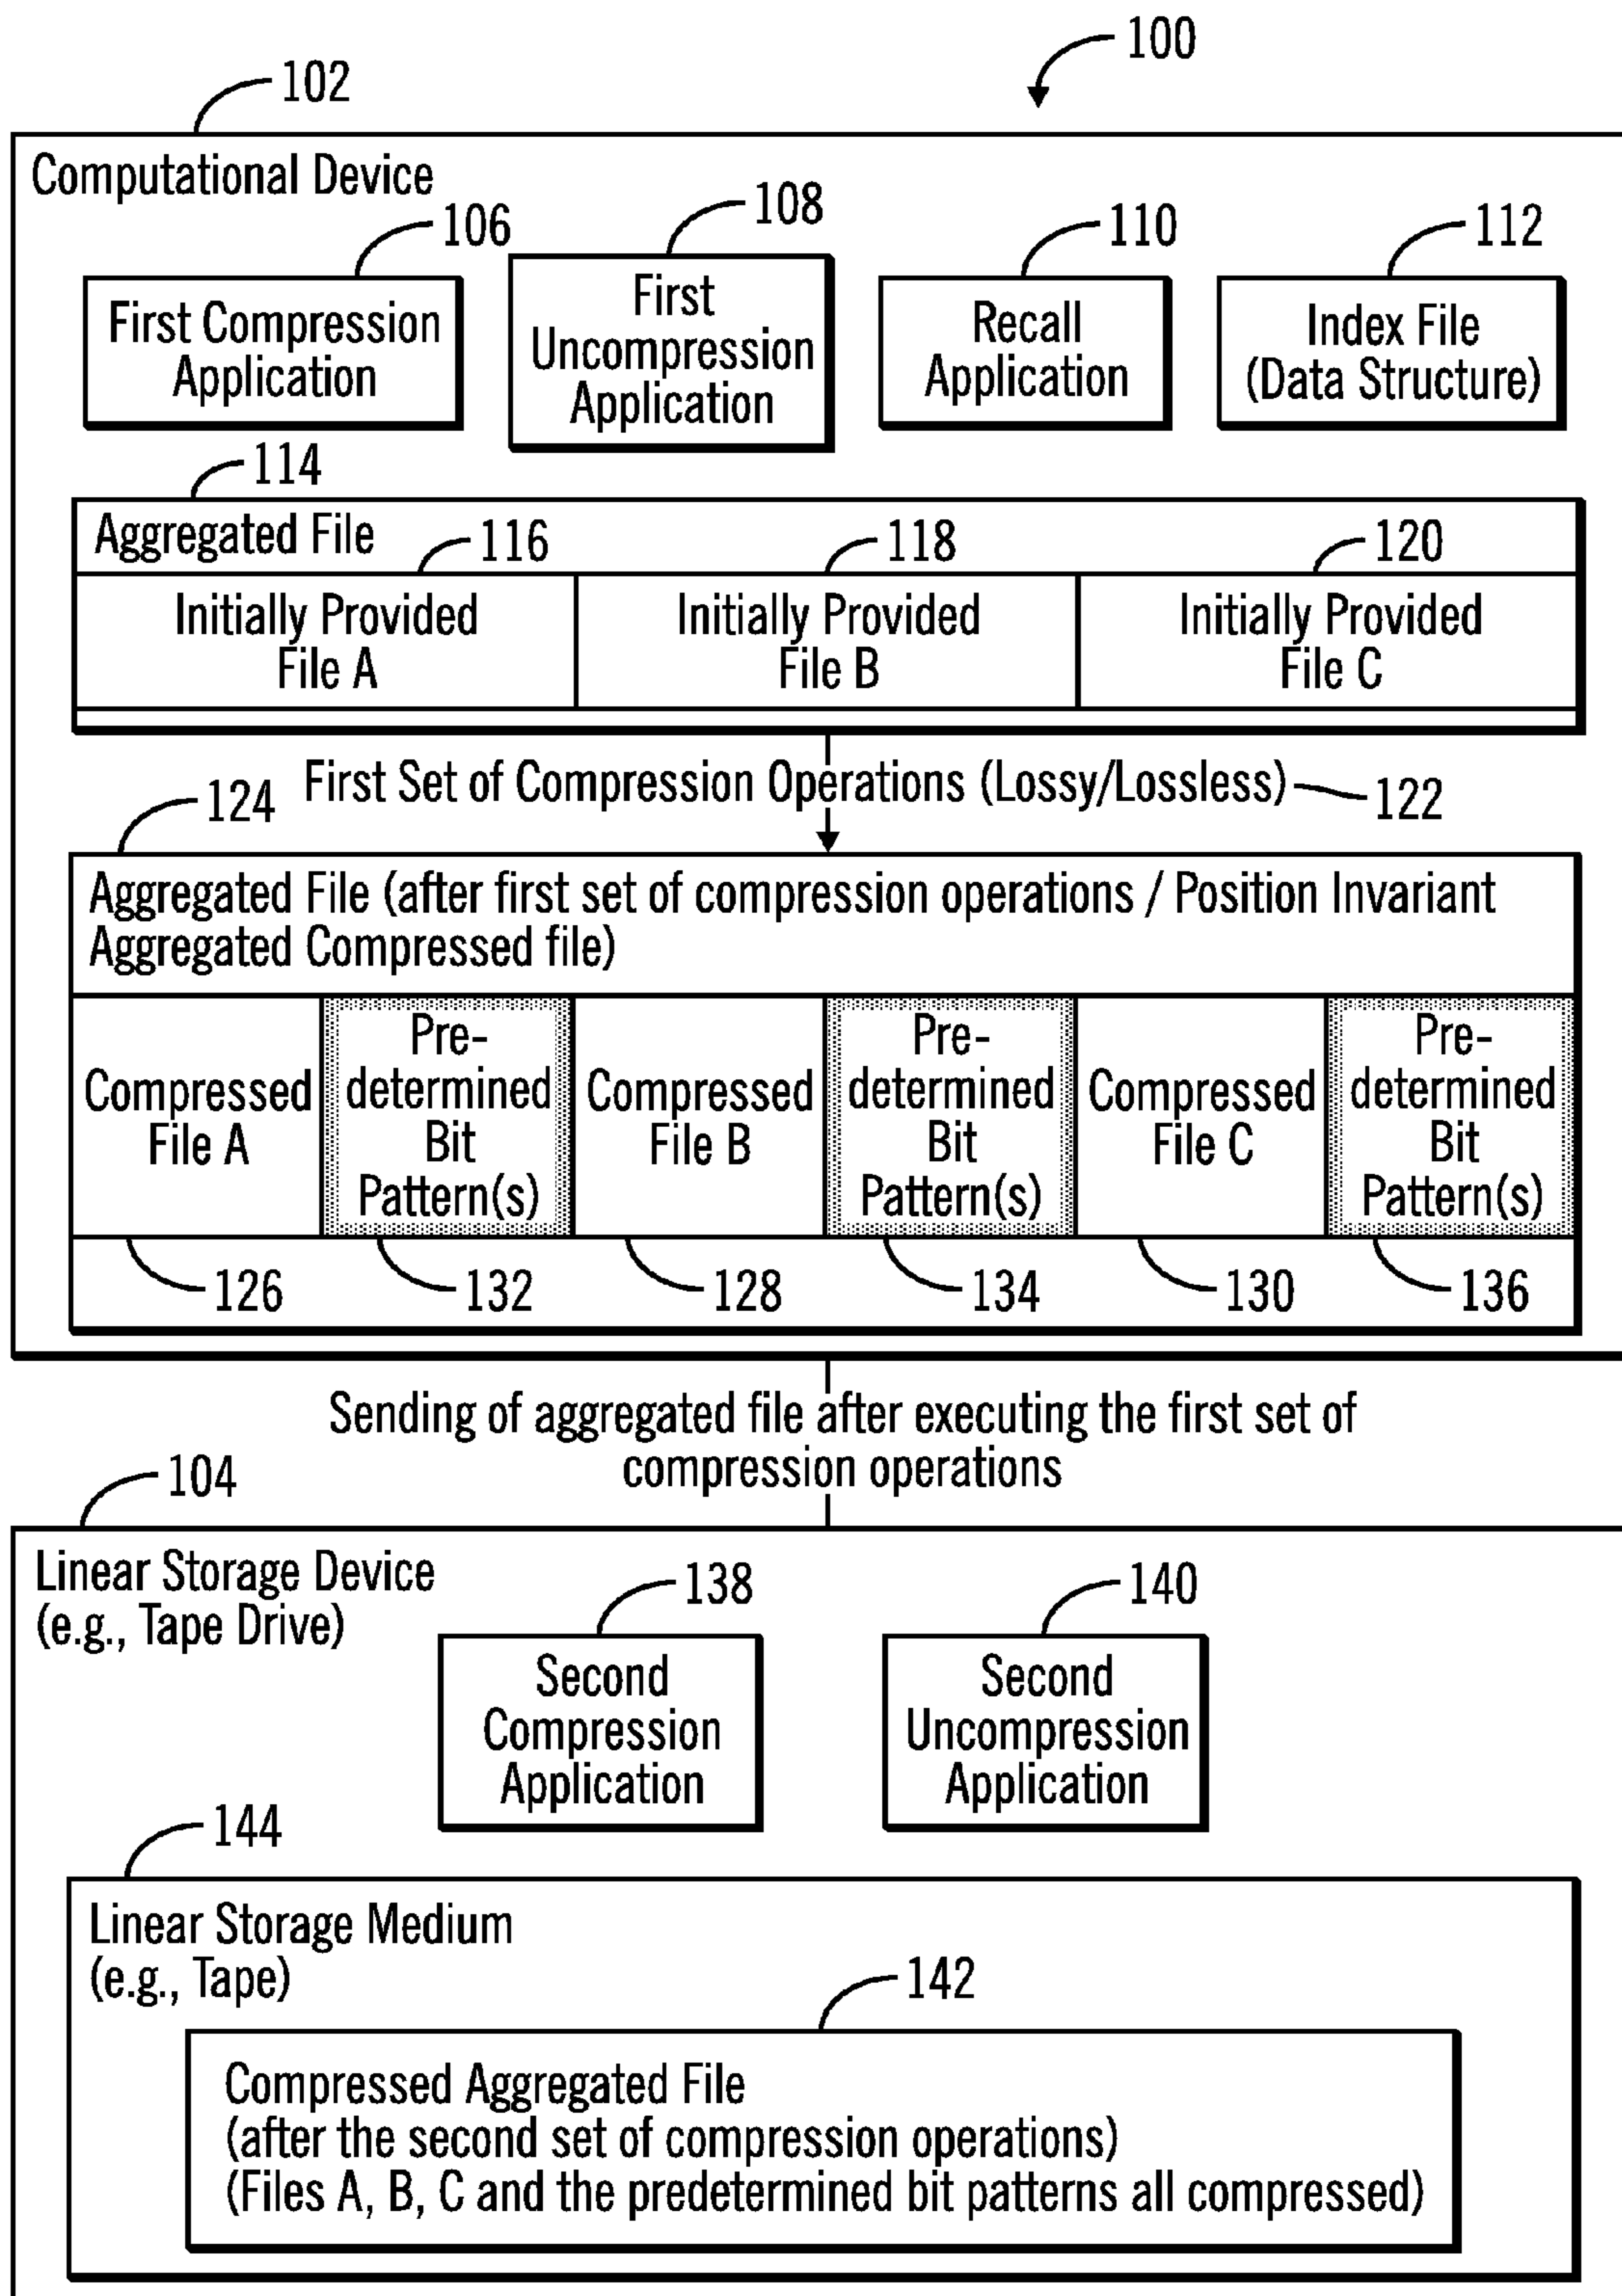 100
102
Computational Device
106
108
110
112
First Compression
Application
First
Uncompression
Application
Recall
Application
Index File
(Data Structure)
114
Aggregated File
116
118
120
Initially Provided
File A
Initially Provided
File B
Initially Provided
File C
First Set of Compression Operations (Lossy/Lossless)
122
124
Aggregated File (after first set of compression operations / Position Invariant
Aggregated Compressed file)
Compressed
File A
Pre-
determined
Bit
Pattern(s)
Compressed
File B
Pre-
determined
Bit
Pattern(s)
Compressed
File C
Pre-
determined
Bit
Pattern(s)
126
132
128
134
130
136
Sending of aggregated file after executing the first set of
compression operations
104
Linear Storage Device
(e.g., Tape Drive)
138
140
Second
Compression
Application
Second
Uncompression
Application
144
Linear Storage Medium
(e.g., Tape)
142
Compressed Aggregated File
(after the second set of compression operations)
(Files A, B, C and the predetermined bit patterns all compressed)